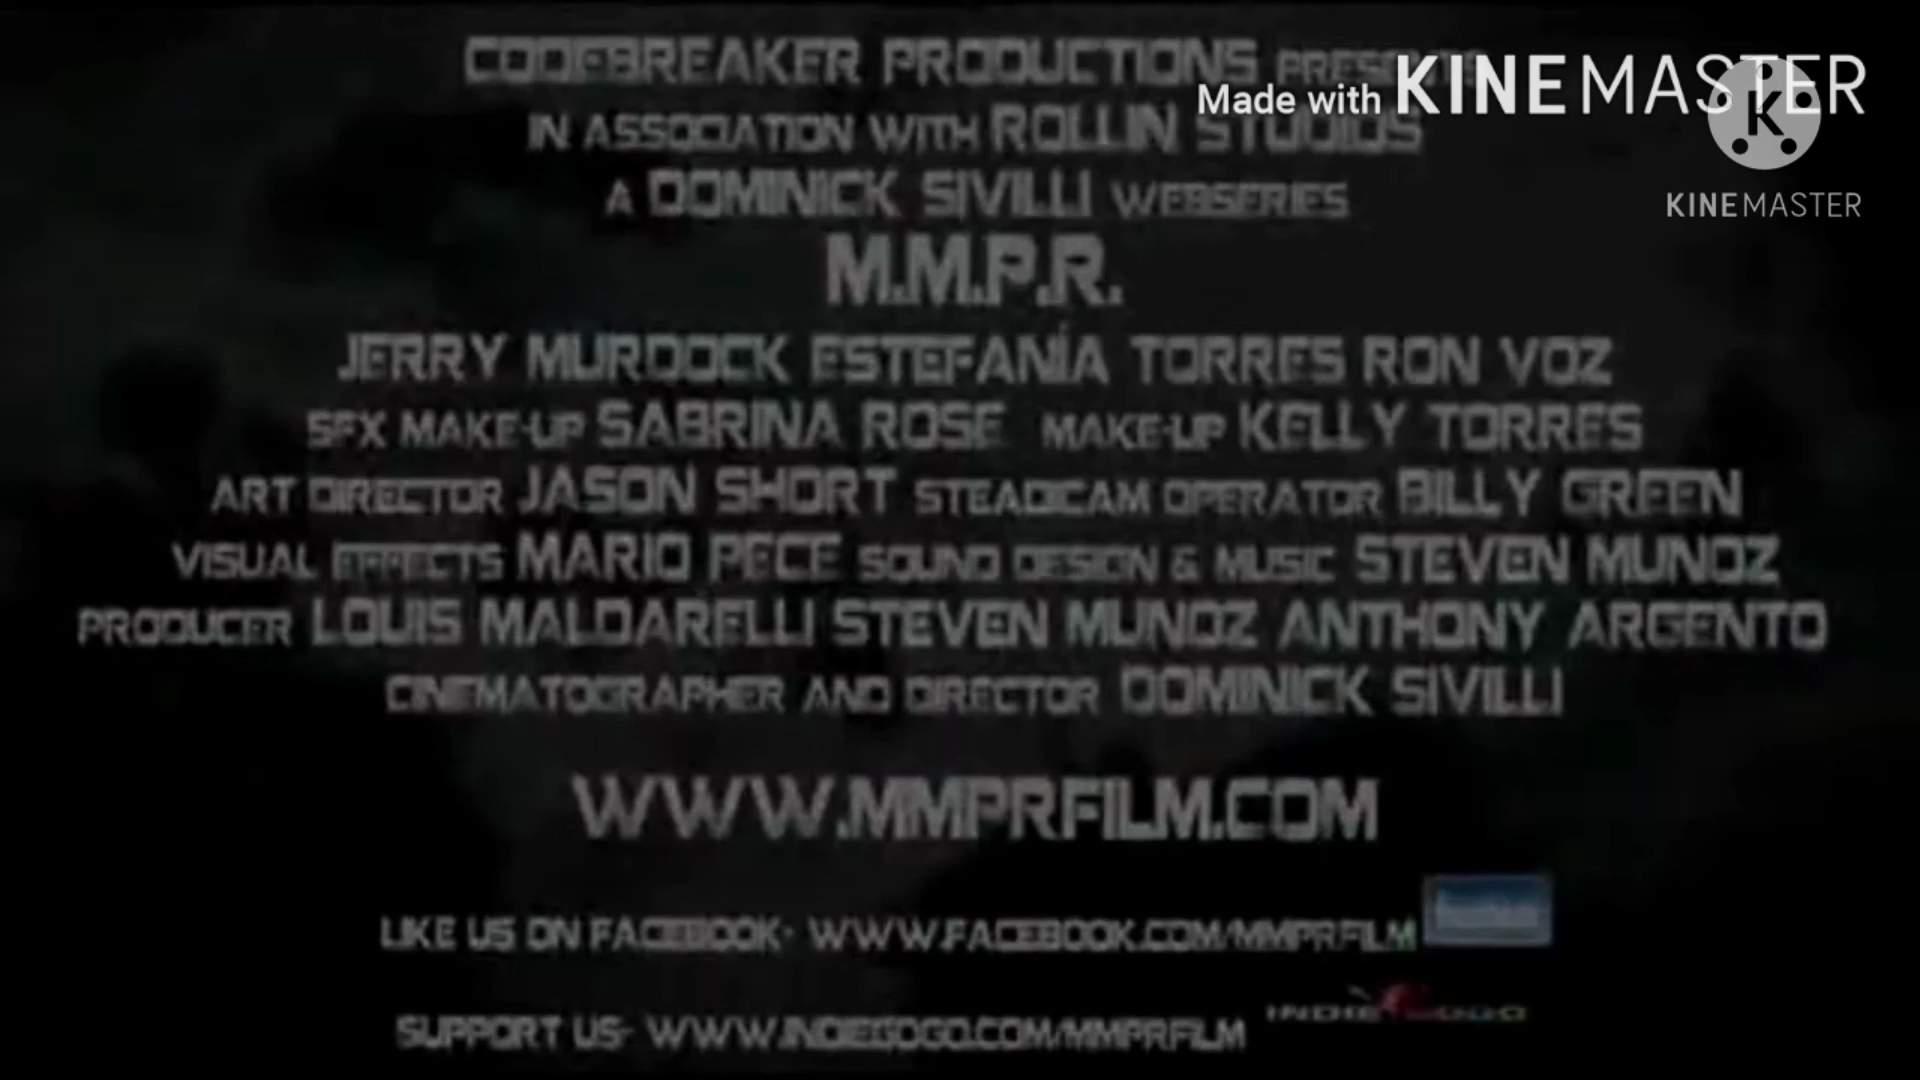 CODEBREAKER PRODUCTIONS PRESENTS
Made with KINEMASTER
IN ASSOCIATION WITH ROLLIN STUDIOS
K
A DOMINICK SIVILLI WEBSERIES
KINEMASTER
M.M.P.R.
JERRY MURDOCK ESTEFANÍA TORRES RON VOZ
SFX MAKE-UP SABRINA ROSE MAKE-UP KELLY TORRES
ART DIRECTOR JASON SHORT STEADICAM OPERATOR BILLY GREEN
VISUAL EFFECTS MARIO PECE SOUND DESIGN & MUSIC STEVEN MUNOZ
PRODUCER LOUIS MALDARELLI STEVEN MUNOZ ANTHONY ARGENTO
CINEMATOGRAPHER AND DIRECTOR DOMINICK SIVILLI
WWW.MMPRFILM.COM
LIKE US ON FACEBOOK- WWW.FACEBOOK.COM/MMPRFILM
INDIEGOGO
SUPPORT US- WWW.INDIEGOGO.COM/MMPRFILM